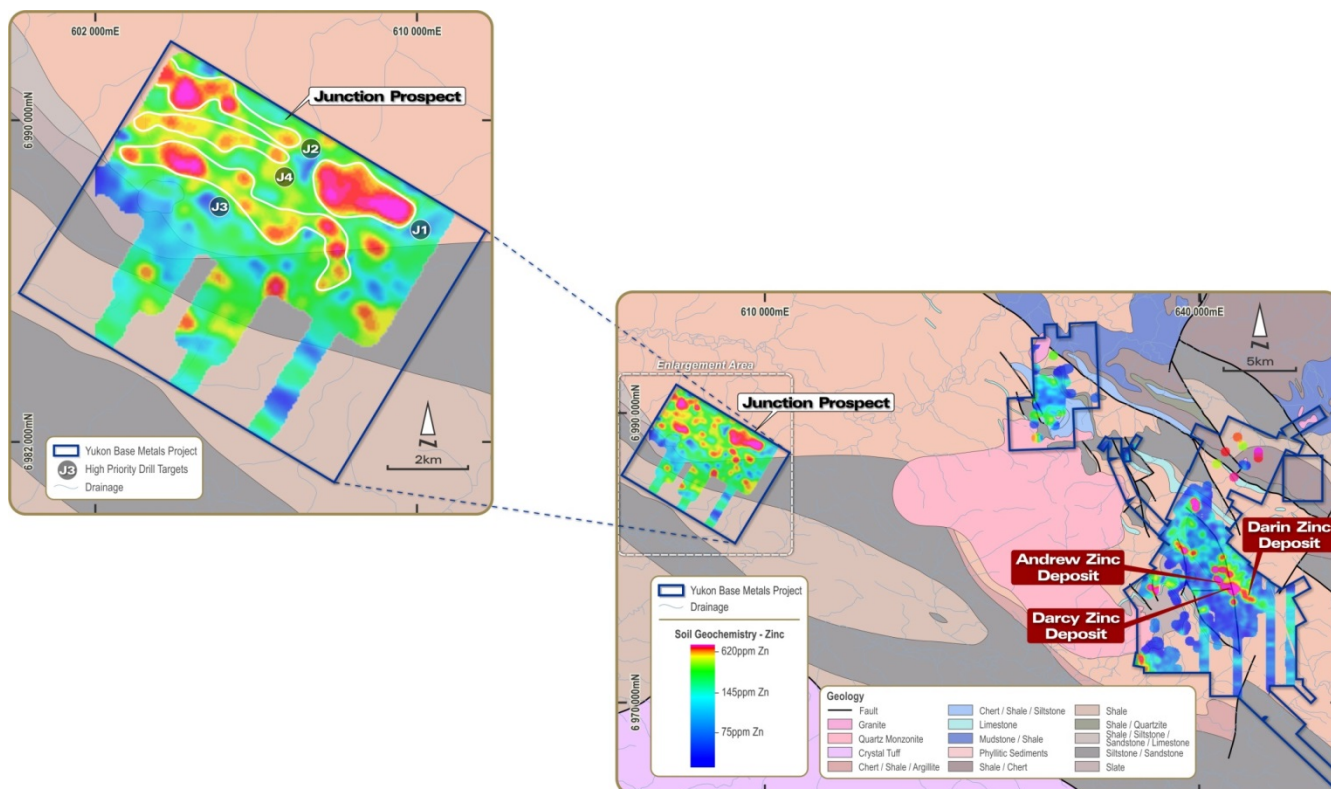 602 000mE
610 000mE
6 990 000mN
6 982 000mN
Junction Prospect
J2
J4
J3
J1
Yukon Base Metals Project
J3
High Priority Drill Targets
Drainage
N
2km
610 000mE
640 000mE
6 990 000mN
6 970 000mN
N
5km
Enlargement Area
Junction Prospect
Darin Zinc
Deposit
Andrew Zinc
Deposit
Darcy Zinc
Deposit
Yukon Base Metals Project
Drainage
Soil Geochemistry - Zinc
620ppm Zn
145ppm Zn
75ppm Zn
Geology
Fault
Granite
Quartz Monzonite
Crystal Tuff
Chert / Shale / Argillite
Chert / Shale / Siltstone
Limestone
Mudstone / Shale
Phyllitic Sediments
Shale / Chert
Shale
Shale / Quartzite
Shale / Siltstone /
Sandstone / Limestone
Siltstone / Sandstone
Slate